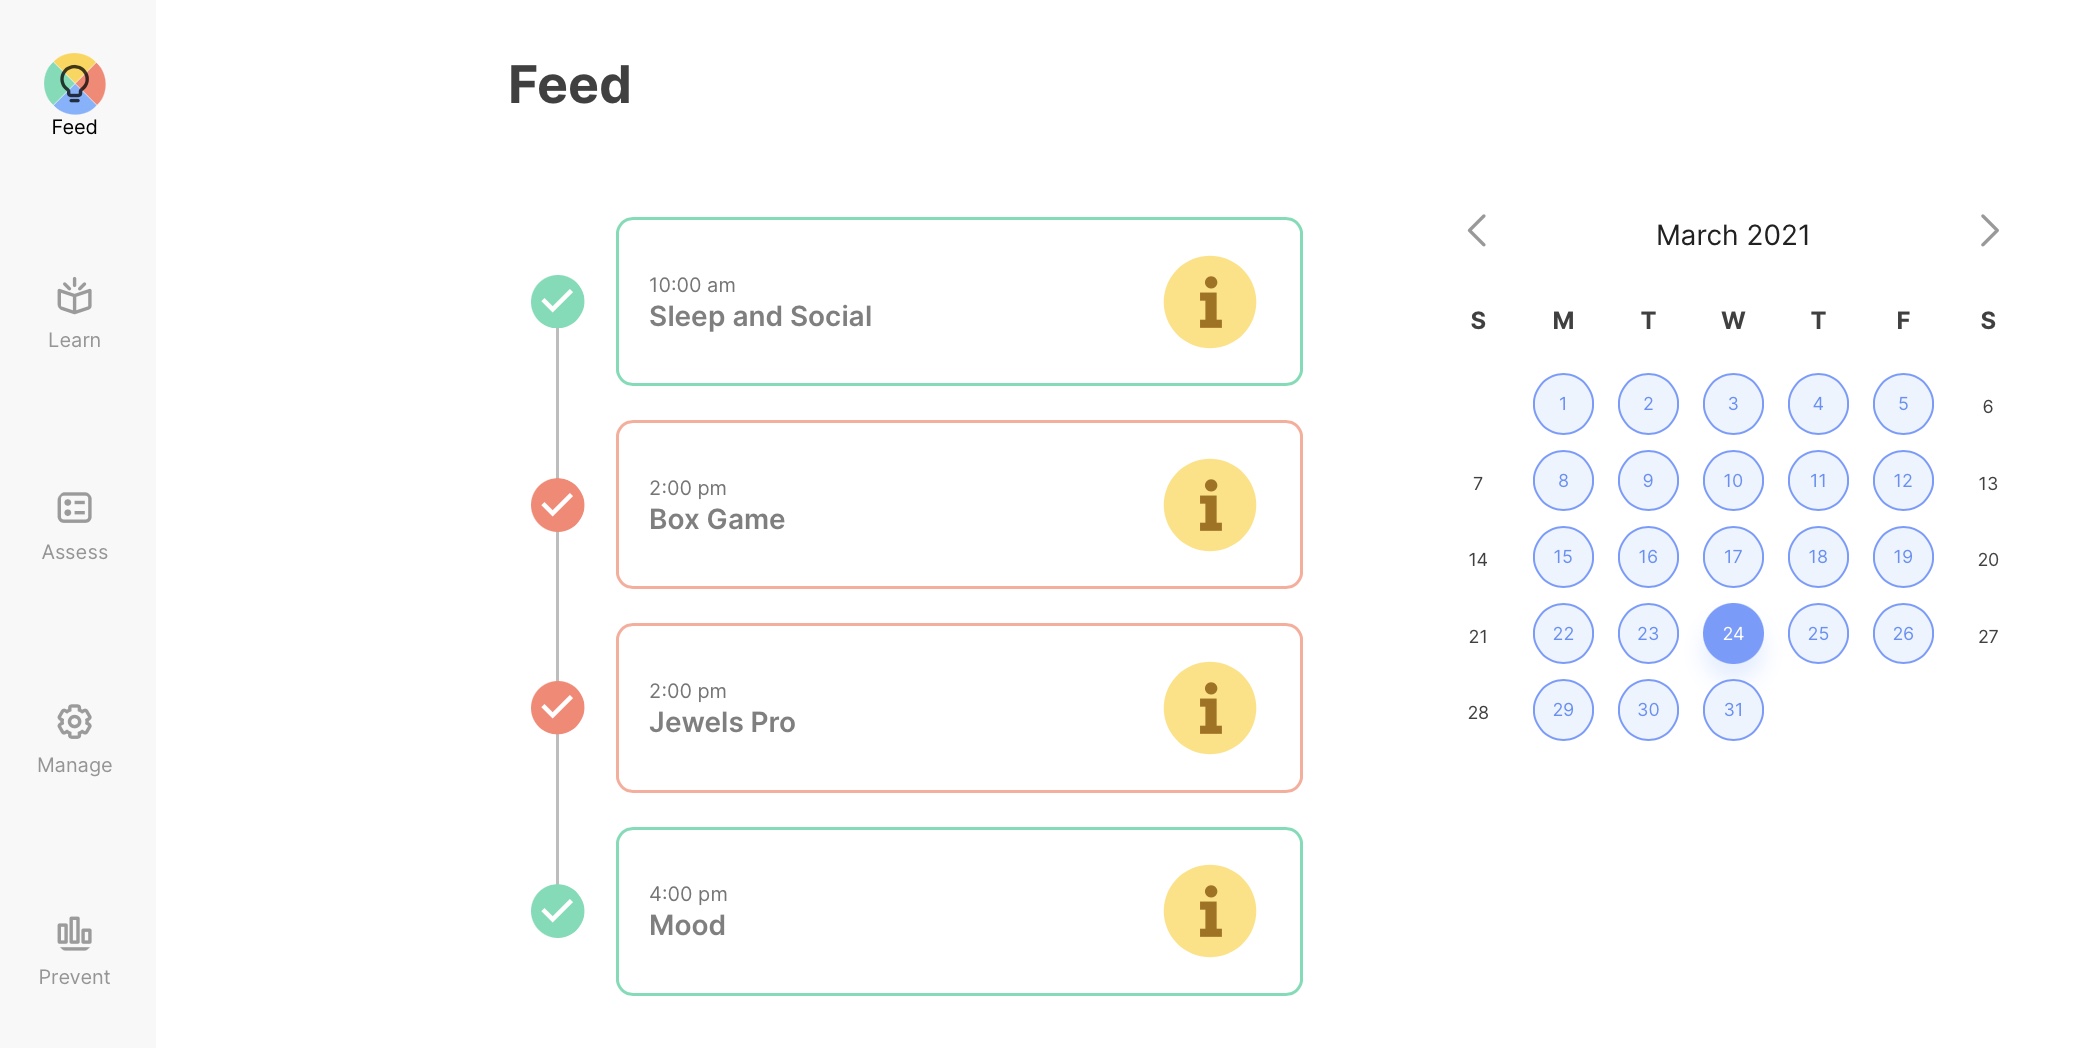 Feed
Learn
Assess
Manage
Prevent
Feed
10:00 am
Sleep and Social
2:00 pm
Box Game
2:00 pm
Jewels Pro
4:00 pm
Mood
March 2021
S M T W T F S
1 2 3 4 5 6
7 8 9 10 11 12 13
14 15 16 17 18 19 20
21 22 23 24 25 26 27
28 29 30 31